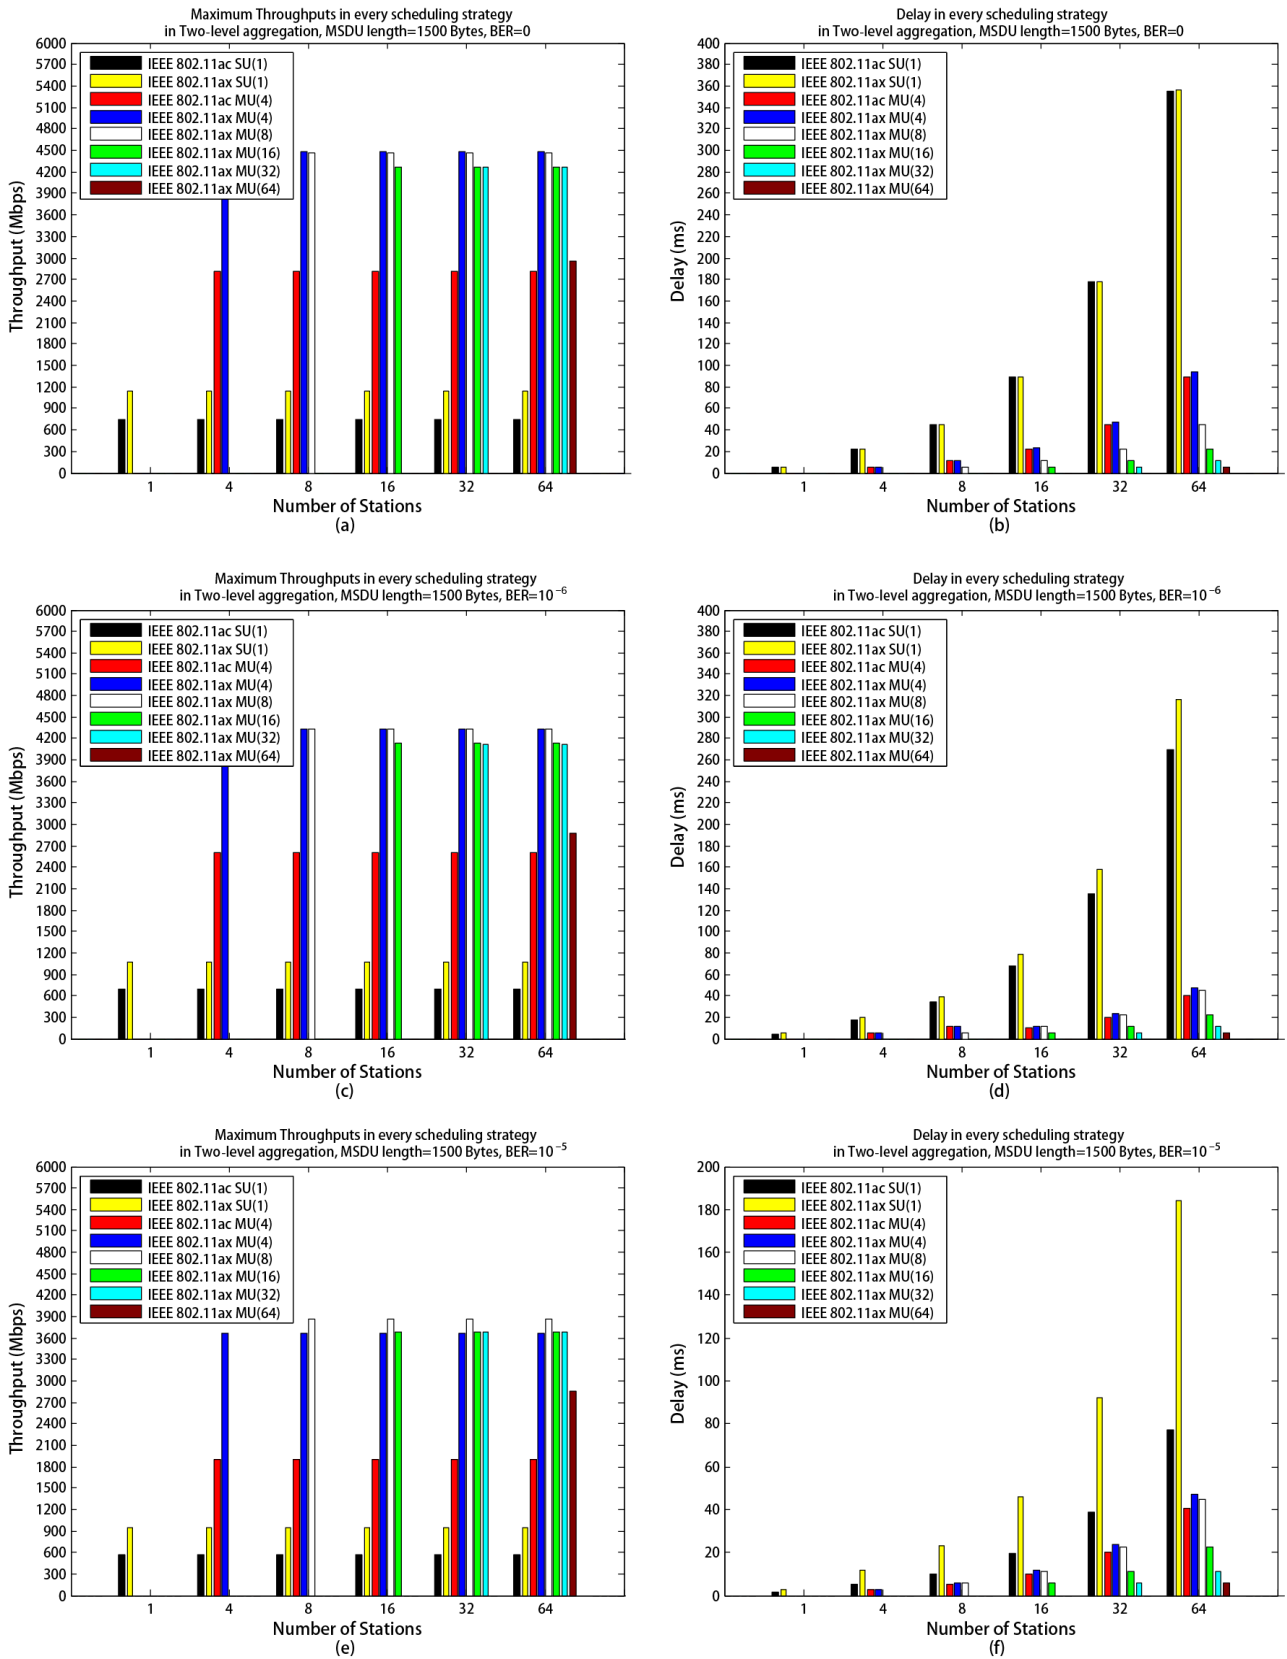 Maximum Throughputs in every scheduling strategy
in Two-level aggregation, MSDU length=1500 Bytes, BER=0
6000
5700
5400
5100
4800
4500
4200
3900
3600
3300
3000
2700
2400
2100
1800
1500
1200
900
600
300
0
Throughput (Mbps)
IEEE 802.11ac SU(1)
IEEE 802.11ax SU(1)
IEEE 802.11ac MU(4)
IEEE 802.11ax MU(4)
IEEE 802.11ax MU(8)
IEEE 802.11ax MU(16)
IEEE 802.11ax MU(32)
IEEE 802.11ax MU(64)
1 4 8 16 32 64
Number of Stations
(a)
Delay in every scheduling strategy
in Two-level aggregation, MSDU length=1500 Bytes, BER=0
400
380
360
340
320
300
280
260
240
220
200
180
160
140
120
100
80
60
40
20
0
Delay (ms)
IEEE 802.11ac SU(1)
IEEE 802.11ax SU(1)
IEEE 802.11ac MU(4)
IEEE 802.11ax MU(4)
IEEE 802.11ax MU(8)
IEEE 802.11ax MU(16)
IEEE 802.11ax MU(32)
IEEE 802.11ax MU(64)
1 4 8 16 32 64
Number of Stations
(b)
Maximum Throughputs in every scheduling strategy
in Two-level aggregation, MSDU length=1500 Bytes, BER=10⁻⁶
6000
5700
5400
5100
4800
4500
4200
3900
3600
3300
3000
2700
2400
2100
1800
1500
1200
900
600
300
0
Throughput (Mbps)
IEEE 802.11ac SU(1)
IEEE 802.11ax SU(1)
IEEE 802.11ac MU(4)
IEEE 802.11ax MU(4)
IEEE 802.11ax MU(8)
IEEE 802.11ax MU(16)
IEEE 802.11ax MU(32)
IEEE 802.11ax MU(64)
1 4 8 16 32 64
Number of Stations
(c)
Delay in every scheduling strategy
in Two-level aggregation, MSDU length=1500 Bytes, BER=10⁻⁶
400
380
360
340
320
300
280
260
240
220
200
180
160
140
120
100
80
60
40
20
0
Delay (ms)
IEEE 802.11ac SU(1)
IEEE 802.11ax SU(1)
IEEE 802.11ac MU(4)
IEEE 802.11ax MU(4)
IEEE 802.11ax MU(8)
IEEE 802.11ax MU(16)
IEEE 802.11ax MU(32)
IEEE 802.11ax MU(64)
1 4 8 16 32 64
Number of Stations
(d)
Maximum Throughputs in every scheduling strategy
in Two-level aggregation, MSDU length=1500 Bytes, BER=10⁻⁵
6000
5700
5400
5100
4800
4500
4200
3900
3600
3300
3000
2700
2400
2100
1800
1500
1200
900
600
300
0
Throughput (Mbps)
IEEE 802.11ac SU(1)
IEEE 802.11ax SU(1)
IEEE 802.11ac MU(4)
IEEE 802.11ax MU(4)
IEEE 802.11ax MU(8)
IEEE 802.11ax MU(16)
IEEE 802.11ax MU(32)
IEEE 802.11ax MU(64)
1 4 8 16 32 64
Number of Stations
(e)
Delay in every scheduling strategy
in Two-level aggregation, MSDU length=1500 Bytes, BER=10⁻⁵
200
180
160
140
120
100
80
60
40
20
0
Delay (ms)
IEEE 802.11ac SU(1)
IEEE 802.11ax SU(1)
IEEE 802.11ac MU(4)
IEEE 802.11ax MU(4)
IEEE 802.11ax MU(8)
IEEE 802.11ax MU(16)
IEEE 802.11ax MU(32)
IEEE 802.11ax MU(64)
1 4 8 16 32 64
Number of Stations
(f)